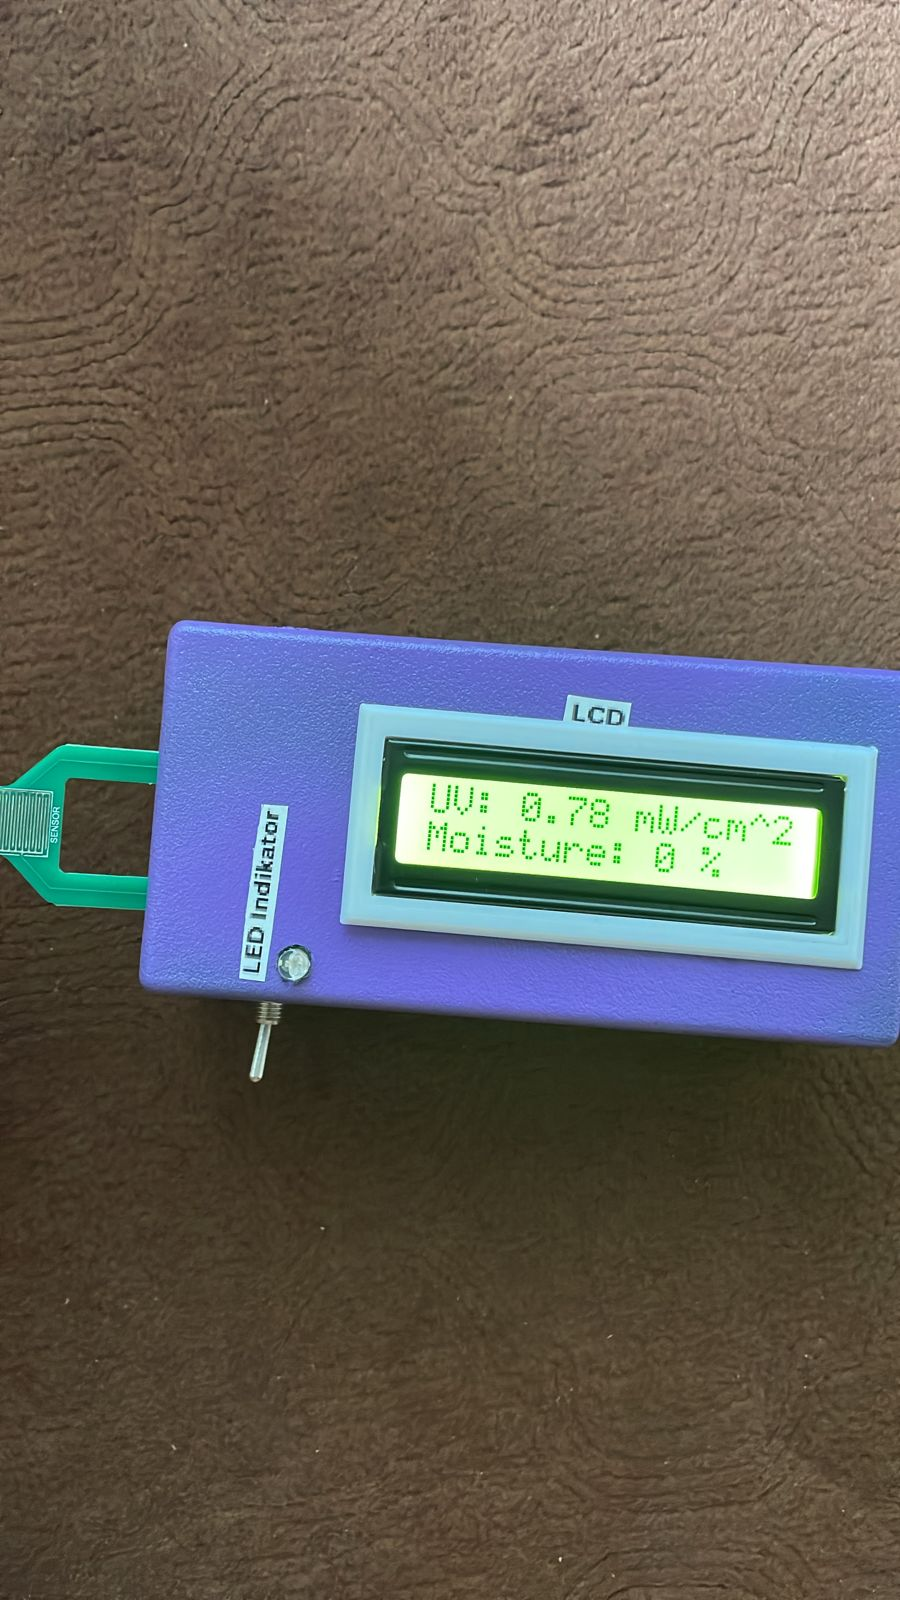 LCD
UV: 0.78 mW/cm^2
Moisture: 0 %
LED Indikator
SENSOR